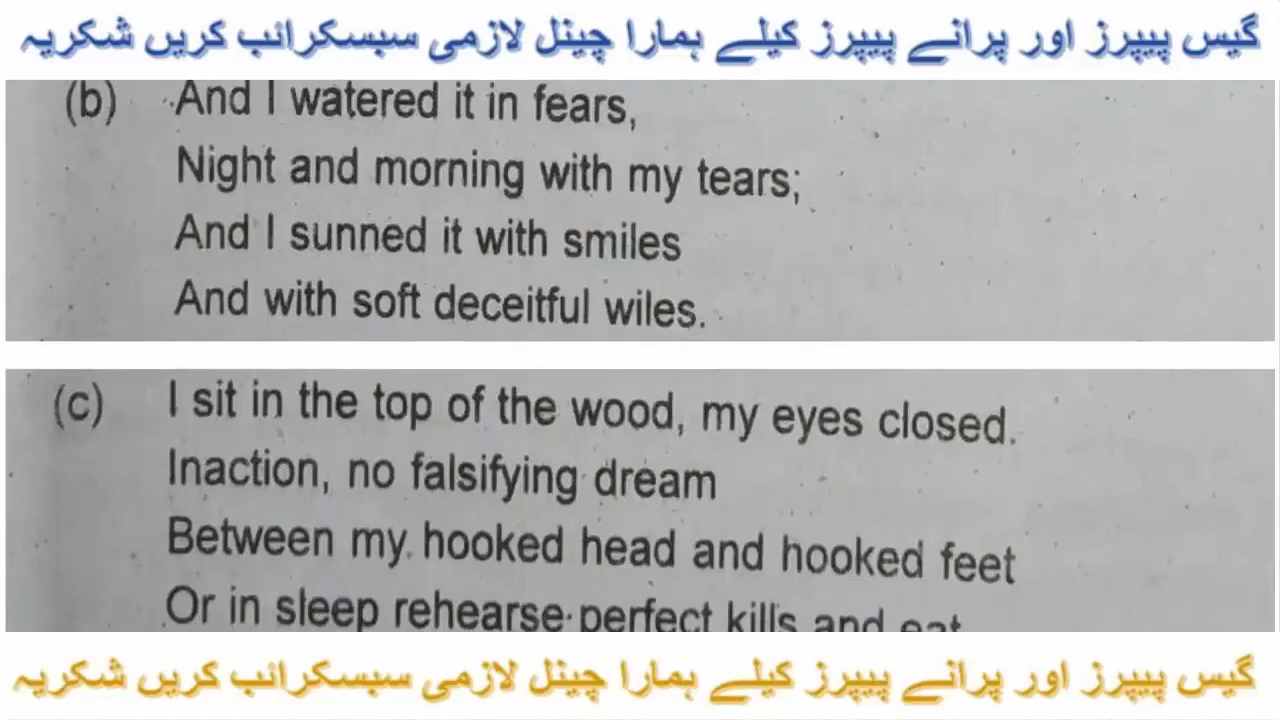 گیس پیپرز اور پرانے پیپرز کیلے ہمارا چینل لازمی سبسکرائب کریں شکریہ
(b) And I watered it in fears,
Night and morning with my tears;
And I sunned it with smiles
And with soft deceitful wiles.
(c) I sit in the top of the wood, my eyes closed.
Inaction, no falsifying dream
Between my hooked head and hooked feet
Or in sleep rehearse perfect kills and eat
گیس پیپرز اور پرانے پیپرز کیلے ہمارا چینل لازمی سبسکرائب کریں شکریہ